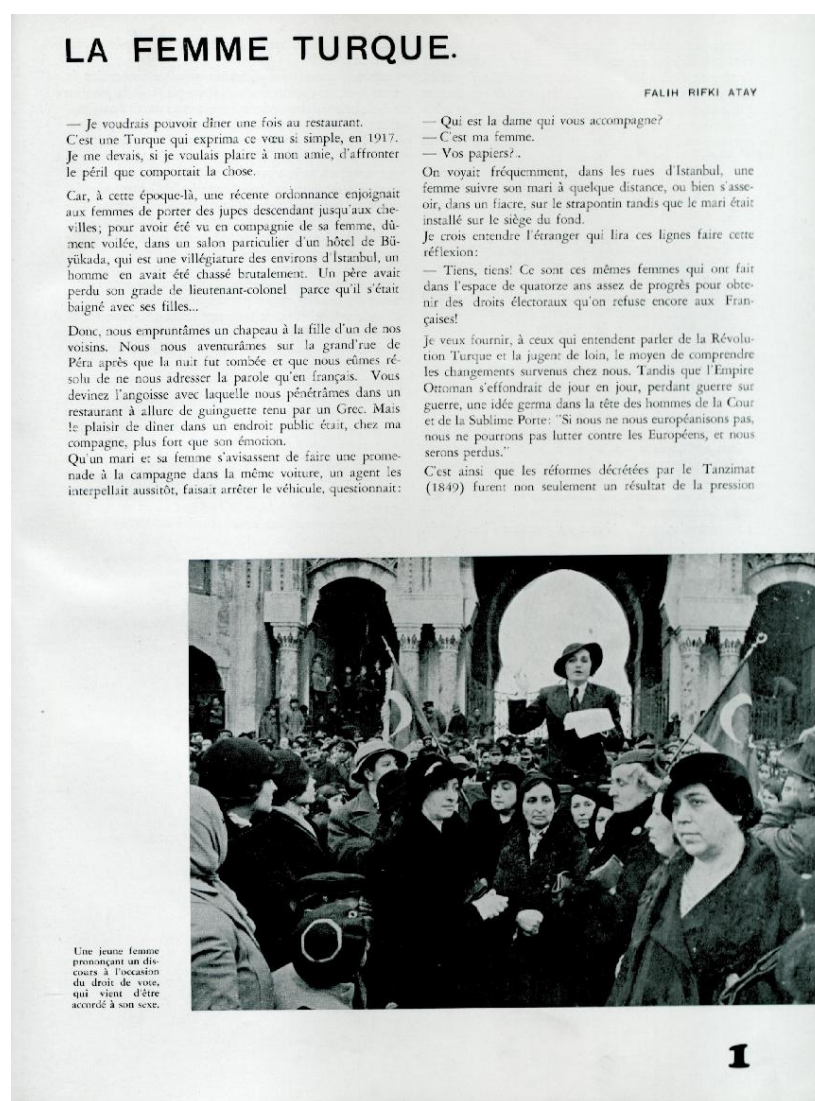 LA FEMME TURQUE.
FALIH RIFKI ATAY
— Je voudrais pouvoir dîner une fois au restaurant.
C'est une Turque qui exprima ce vœu si simple, en 1917.
Je me devais, si je voulais plaire à mon amie, d'affronter
le péril que comportait la chose.
Car, à cette époque-là, une récente ordonnance enjoignait
aux femmes de porter des jupes descendant jusqu'aux che-
villes; pour avoir été vu en compagnie de sa femme, dû-
ment voilée, dans un salon particulier d'un hôtel de Bü-
yükada, qui est une villégiature des environs d'İstanbul, un
homme en avait été chassé brutalement. Un père avait
perdu son grade de lieutenant-colonel parce qu'il s'était
baigné avec ses filles...
Donc, nous empruntâmes un chapeau à la fille d'un de nos
voisins. Nous nous aventurâmes sur la grand'rue de
Péra après que la nuit fut tombée et que nous eûmes ré-
solu de ne nous adresser la parole qu'en français. Vous
devinez l'angoisse avec laquelle nous pénétrâmes dans un
restaurant à allure de guinguette tenu par un Grec. Mais
le plaisir de dîner dans un endroit public était, chez ma
compagne, plus fort que son émotion.
Qu'un mari et sa femme s'avisassent de faire une prome-
nade à la campagne dans la même voiture, un agent les
interpellait aussitôt, faisait arrêter le véhicule, questionnait:
— Qui est la dame qui vous accompagne?
— C'est ma femme.
— Vos papiers?..
On voyait fréquemment, dans les rues d'İstanbul, une
femme suivre son mari à quelque distance, ou bien s'asse-
oir, dans un fiacre, sur le strapontin tandis que le mari était
installé sur le siège du fond.
Je crois entendre l'étranger qui lira ces lignes faire cette
réflexion:
— Tiens, tiens! Ce sont ces mêmes femmes qui ont fait
dans l'espace de quatorze ans assez de progrès pour obte-
nir des droits électoraux qu'on refuse encore aux Fran-
çaises!
Je veux fournir, à ceux qui entendent parler de la Révolu-
tion Turque et la jugent de loin, le moyen de comprendre
les changements survenus chez nous. Tandis que l'Empire
Ottoman s'effondrait de jour en jour, perdant guerre sur
guerre, une idée germa dans la tête des hommes de la Cour
et de la Sublime Porte: "Si nous ne nous européanisons pas,
nous ne pourrons pas lutter contre les Européens, et nous
serons perdus."
C'est ainsi que les réformes décrétées par le Tanzimat
(1849) furent non seulement un résultat de la pression
Une jeune femme
prononçant un dis-
cours à l'occasion
du droit de vote,
qui vient d'être
accordé à son sexe.
1